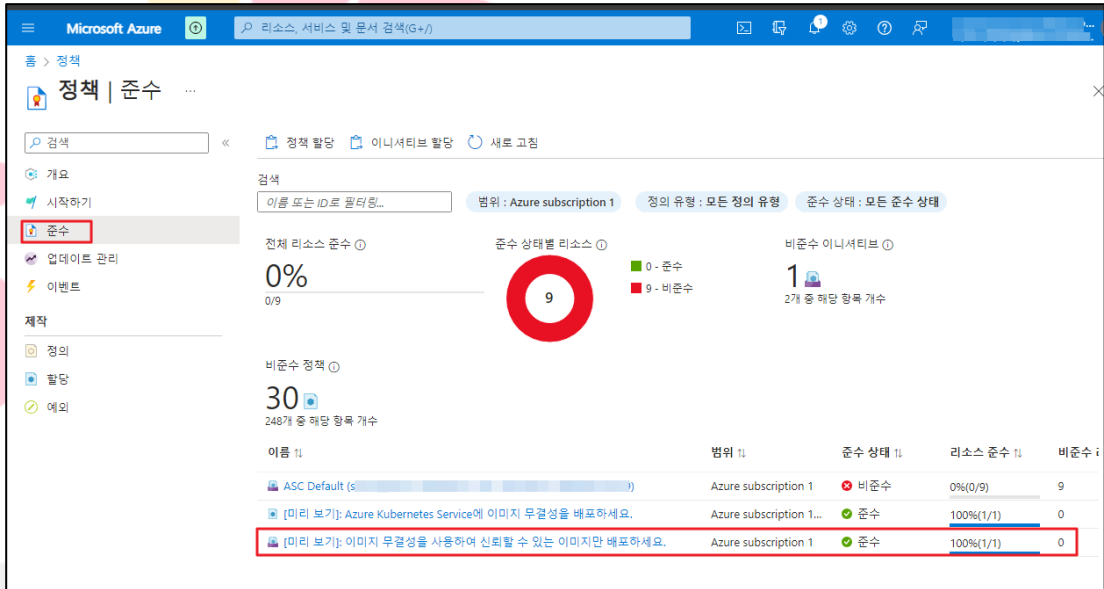 Microsoft Azure
리소스, 서비스 및 문서 검색(G+/)
1
홈 > 정책
정책 | 준수 ...
검색
개요
시작하기
준수
업데이트 관리
이벤트
제작
정의
할당
예외
정책 할당 이니셔티브 할당 새로 고침
검색
이름 또는 ID로 필터링...
범위 : Azure subscription 1
정의 유형 : 모든 정의 유형
준수 상태 : 모든 준수 상태
전체 리소스 준수
0%
0/9
준수 상태별 리소스
9
0 - 준수
9 - 비준수
비준수 이니셔티브
1
2개 중 해당 항목 개수
비준수 정책
30
248개 중 해당 항목 개수
이름 범위 준수 상태 리소스 준수 비준수
ASC Default (s 9) Azure subscription 1 비준수 0%(0/9) 9
[미리 보기]: Azure Kubernetes Service에 이미지 무결성을 배포하세요. Azure subscription 1... 준수 100%(1/1) 0
[미리 보기]: 이미지 무결성을 사용하여 신뢰할 수 있는 이미지만 배포하세요. Azure subscription 1 준수 100%(1/1) 0